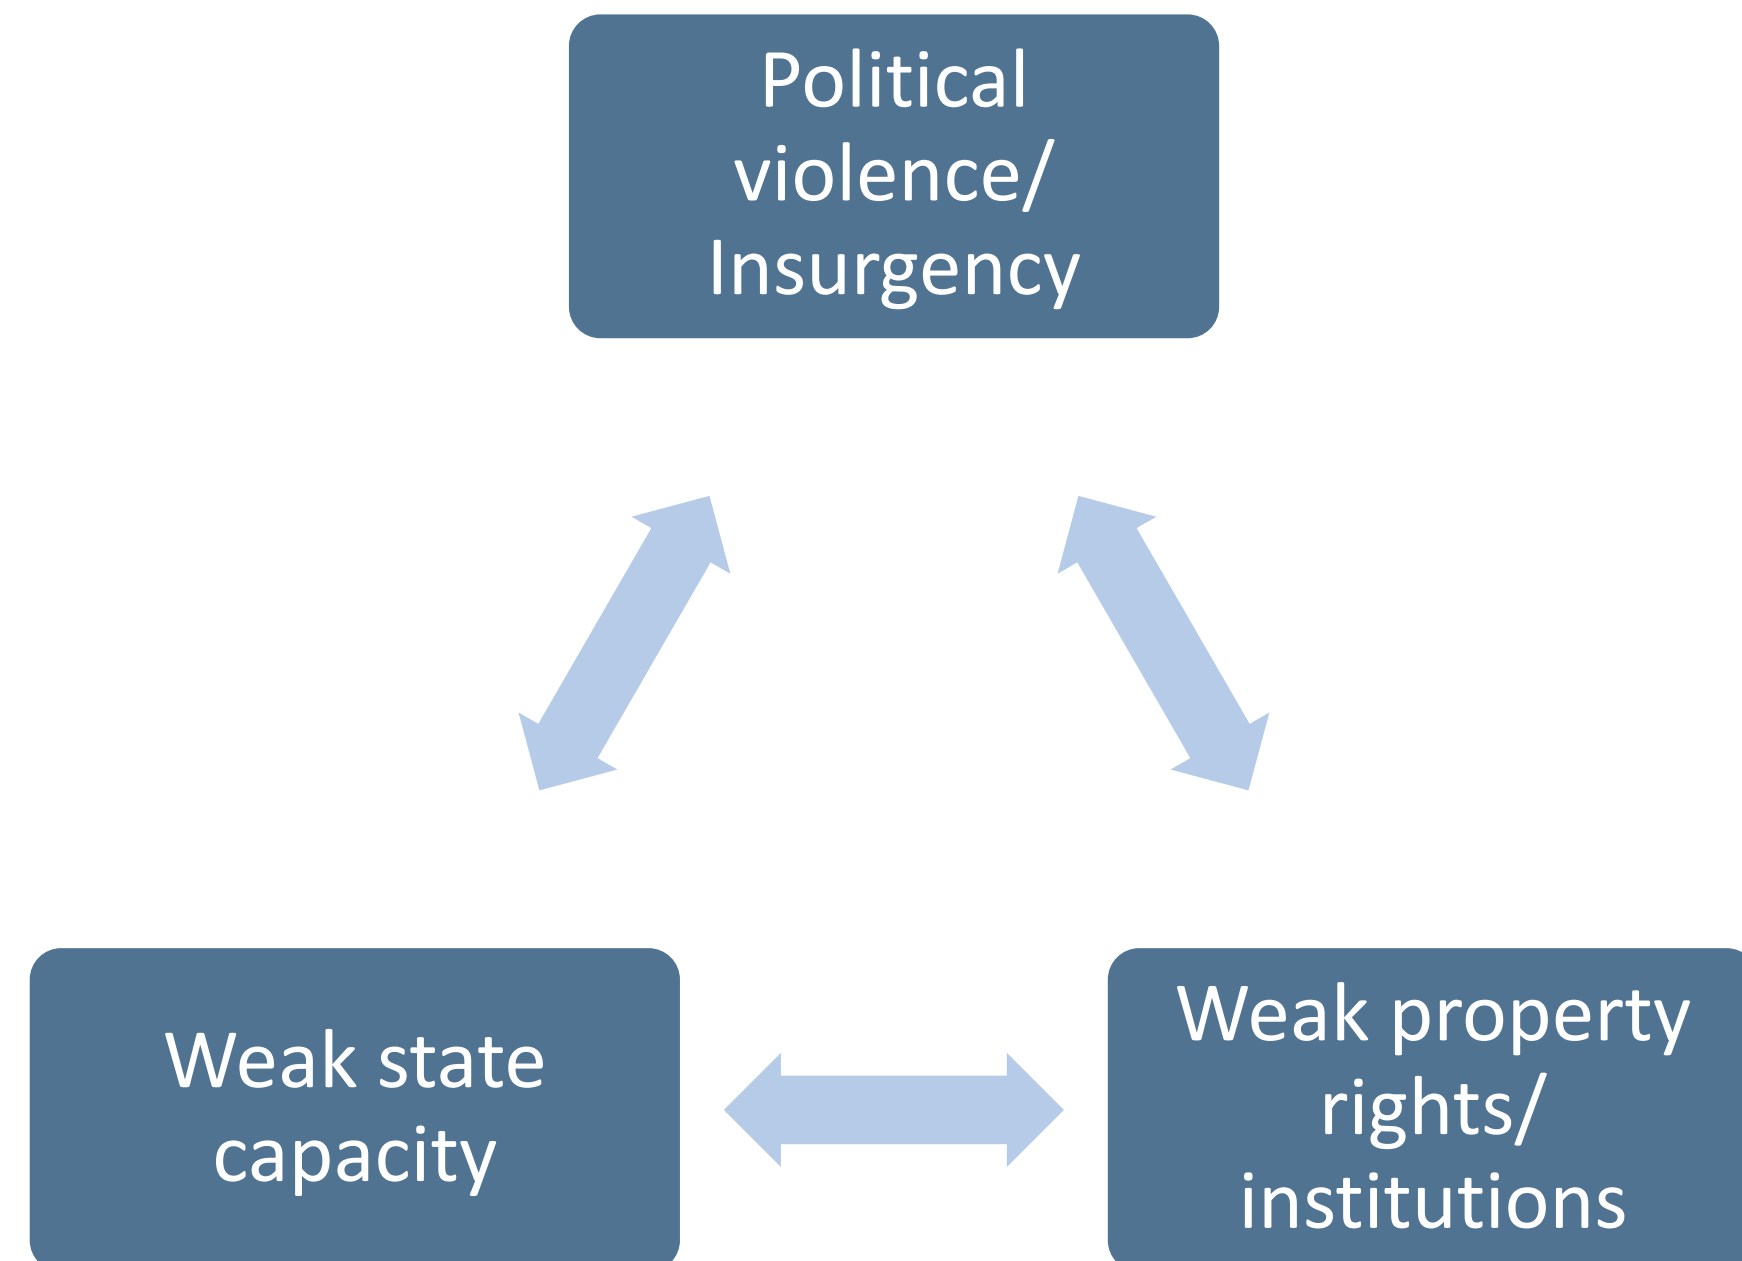 Political
violence/
Insurgency
Weak state
capacity
Weak property
rights/
institutions